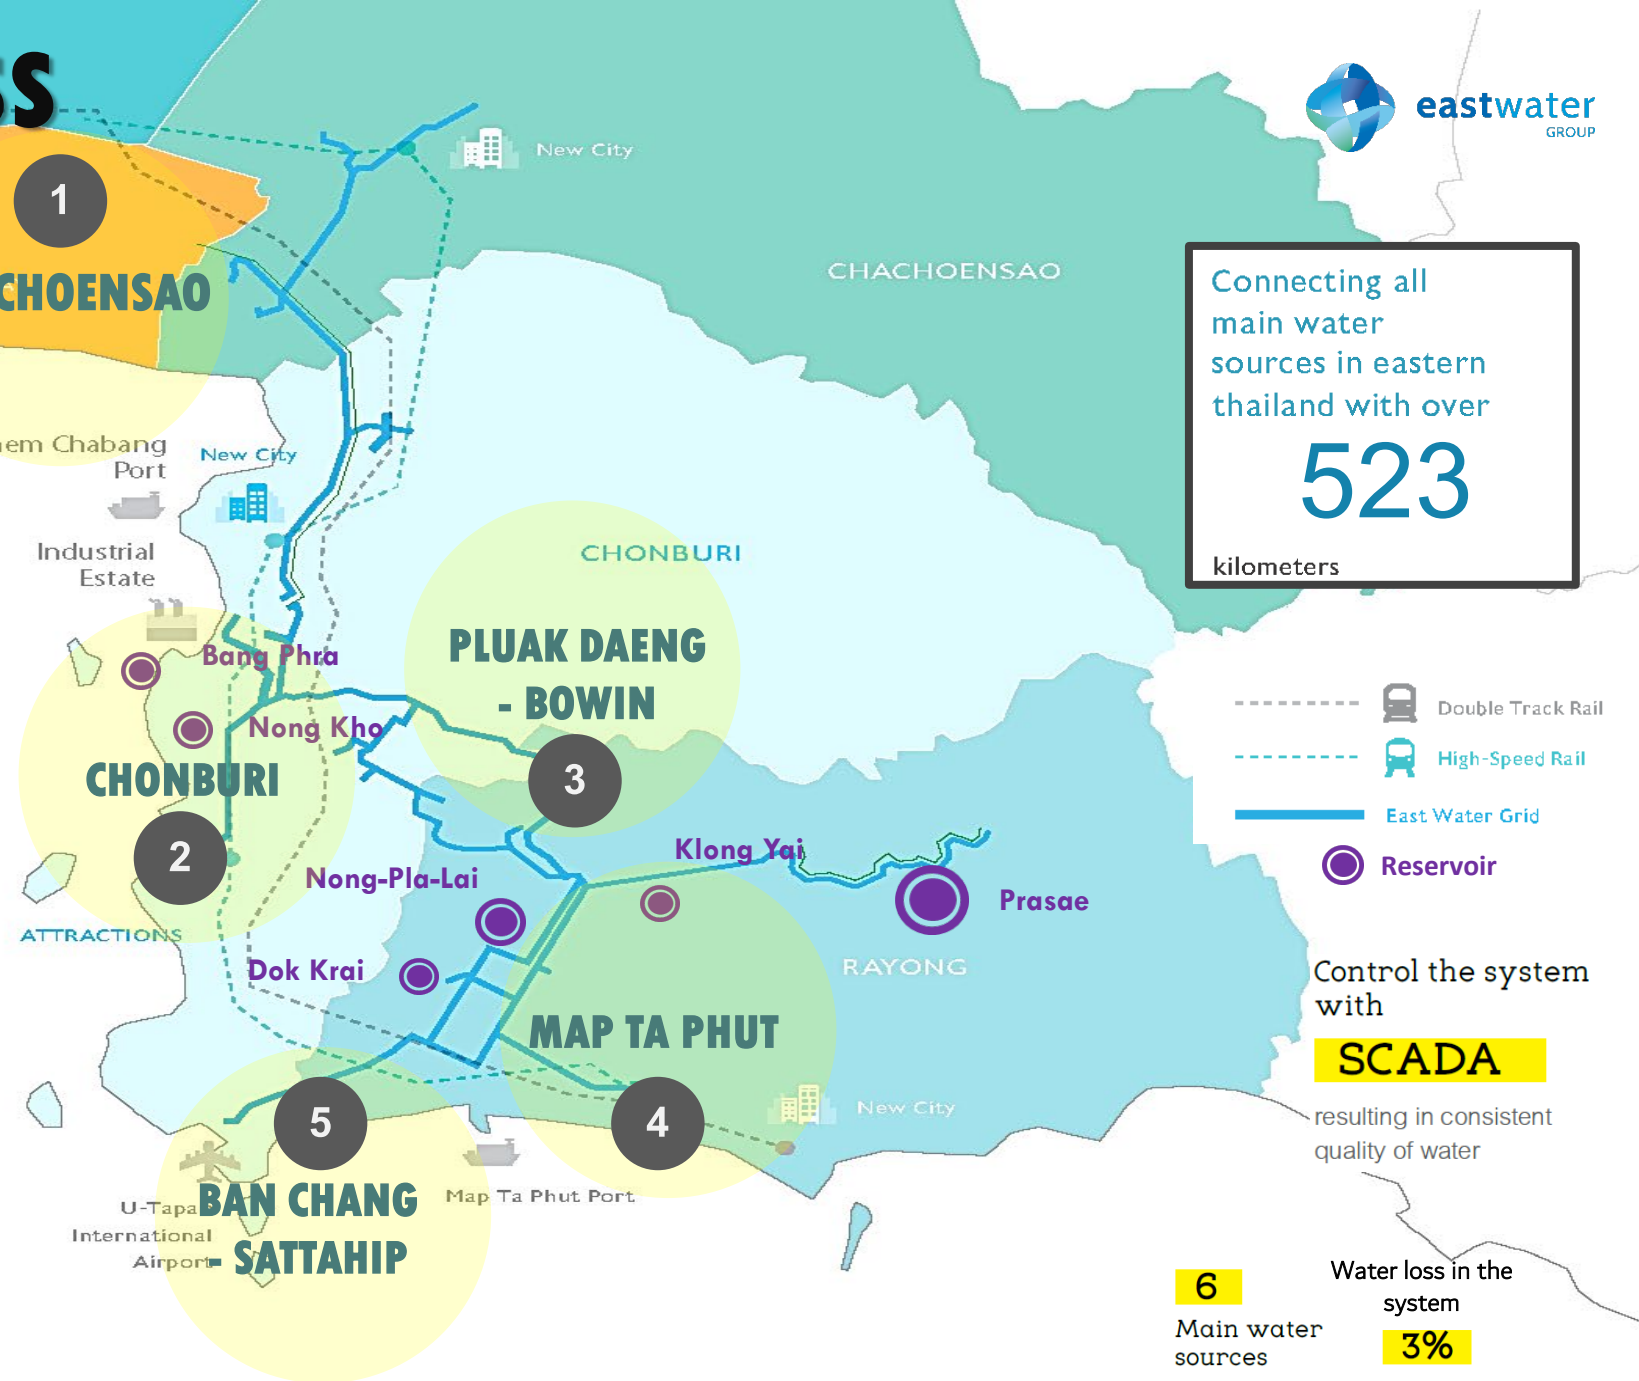 SS
New City
eastwater
GROUP
1
CHOENSAO
CHACHOENSAO
Connecting all
main water
sources in eastern
thailand with over
523
kilometers
em Chabang
Port
New City
Industrial
Estate
CHONBURI
PLUAK DAENG
- BOWIN
3
Bang Phra
Nong Kho
CHONBURI
2
Double Track Rail
High-Speed Rail
East Water Grid
Reservoir
Klong Yai
Nong-Pla-Lai
Prasae
ATTRACTIONS
Dok Krai
RAYONG
Control the system
with
SCADA
resulting in consistent
quality of water
MAP TA PHUT
4
New City
5
Map Ta Phut Port
U-Tapa
International
Airport
BAN CHANG
- SATTAHIP
6
Main water
sources
Water loss in the
system
3%